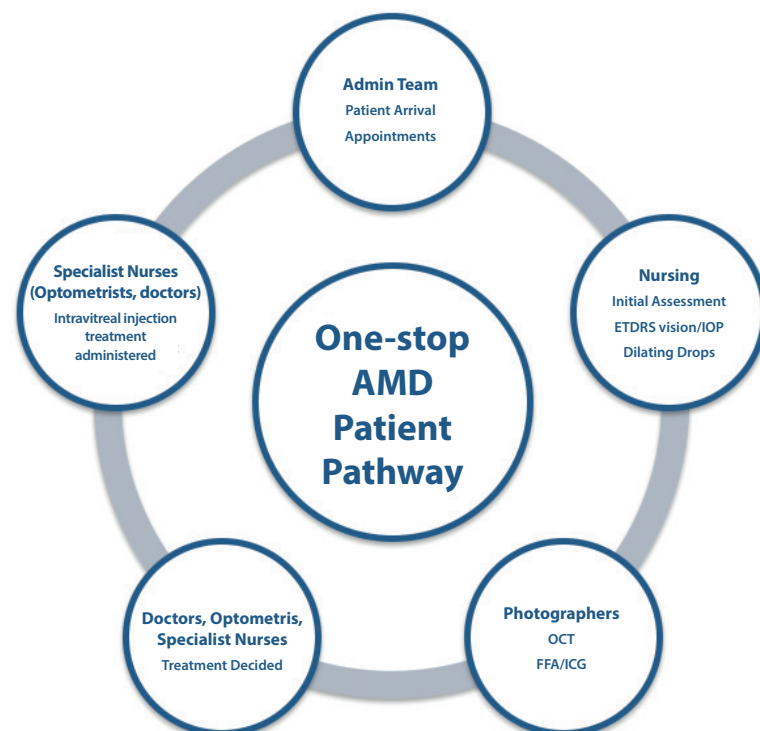 Admin Team
Patient Arrival
Appointments
Nursing
Initial Assessment
ETDRS vision/IOP
Dilating Drops
Photographers
OCT
FFA/ICG
Doctors, Optometris,
Specialist Nurses
Treatment Decided
Specialist Nurses
(Optometrists, doctors)
Intravitreal injection
treatment
administered
One-stop
AMD
Patient
Pathway